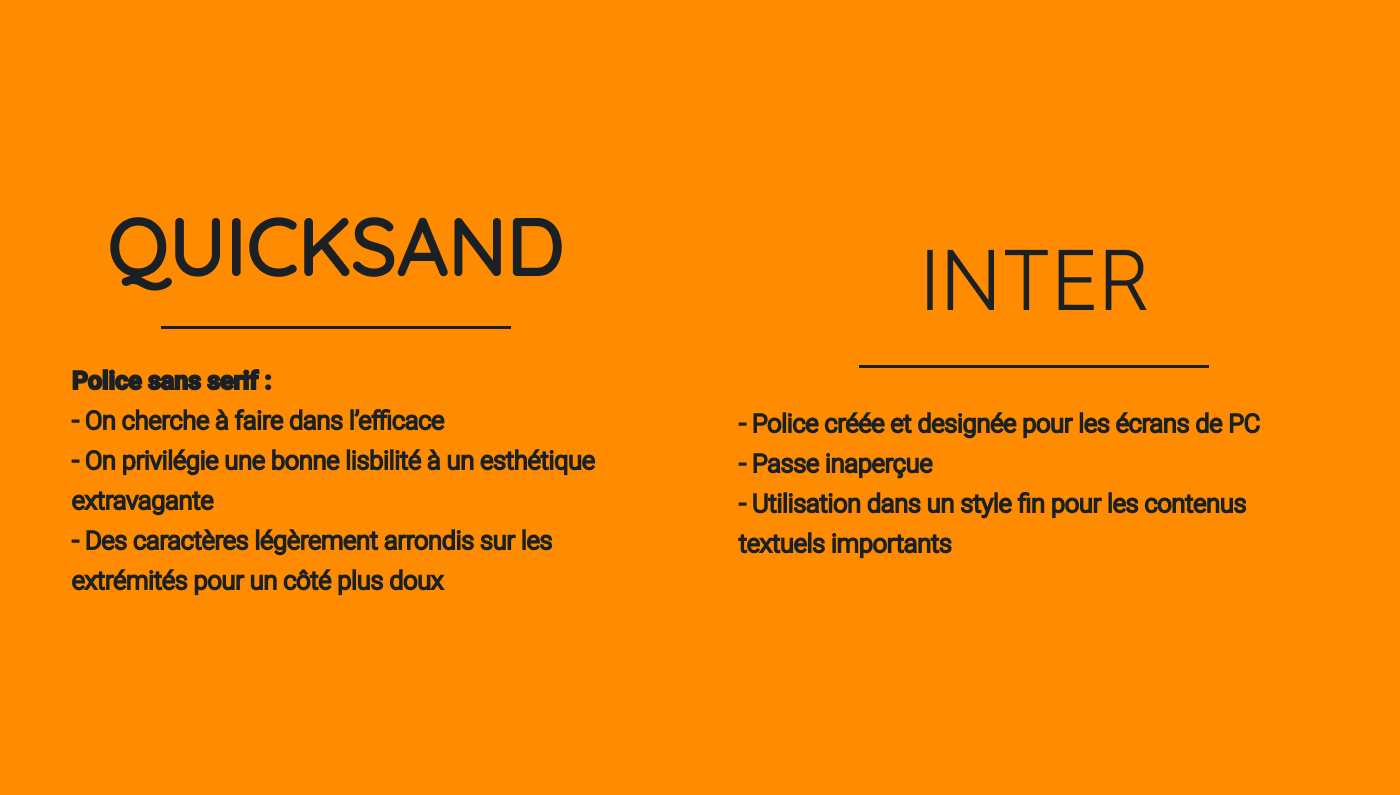 QUICKSAND
Police sans serif :
- On cherche à faire dans l’efficace
- On privilégie une bonne lisbilité à un esthétique
extravagante
- Des caractères légèrement arrondis sur les
extrémités pour un côté plus doux
INTER
- Police créée et designée pour les écrans de PC
- Passe inaperçue
- Utilisation dans un style fin pour les contenus
textuels importants